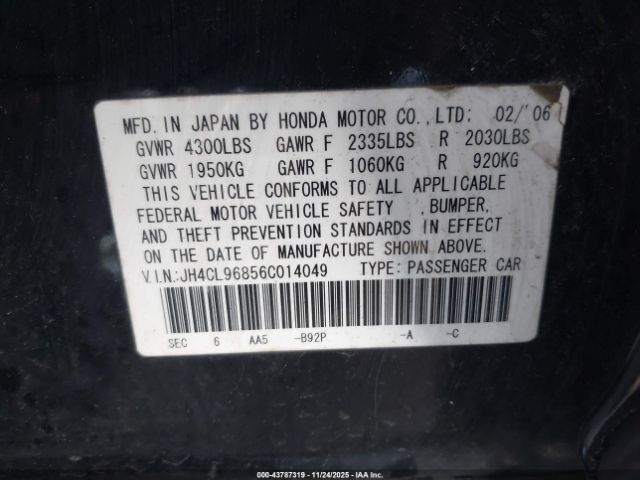 MFD. IN JAPAN BY HONDA MOTOR CO., LTD: 02/'06
GVWR 4300LBS GAWR F 2335LBS R 2030LBS
GVWR 1950KG GAWR F 1060KG R 920KG
THIS VEHICLE CONFORMS TO ALL APPLICABLE
FEDERAL MOTOR VEHICLE SAFETY , BUMPER,
AND THEFT PREVENTION STANDARDS IN EFFECT
ON THE DATE OF MANUFACTURE SHOWN ABOVE.
V.I.N.:JH4CL96856C014049 TYPE: PASSENGER CAR
SEC 6 AA5 -B92P -A -C
00-43787319 - 11/24/2025 - IAA Inc.